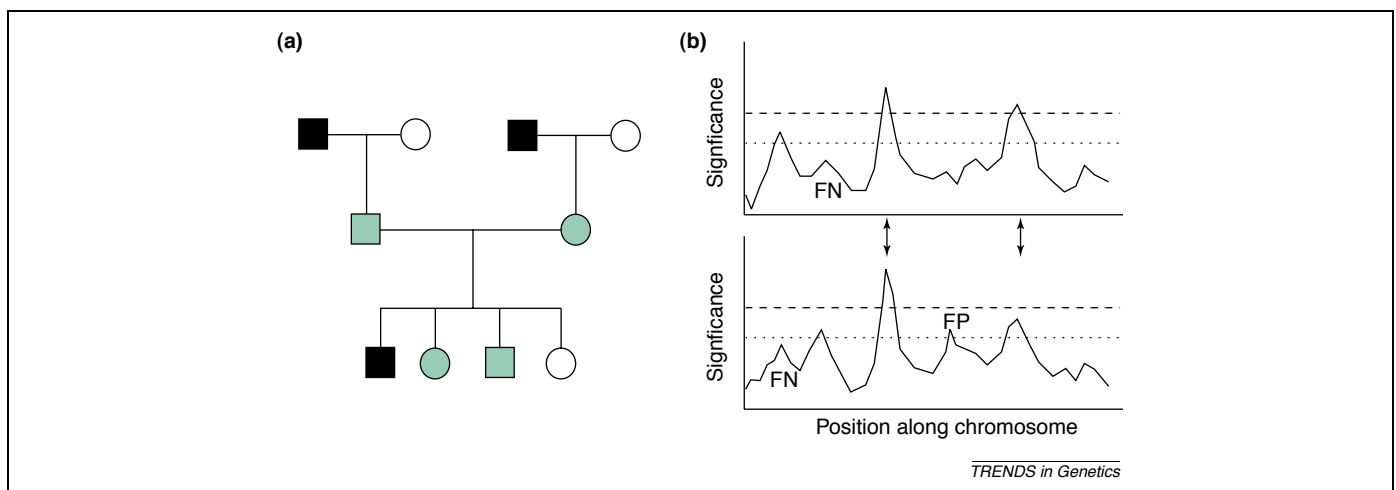 (a)
(b)
Signficance
FN
Signficance
FP
FN
Position along chromosome
TRENDS in Genetics